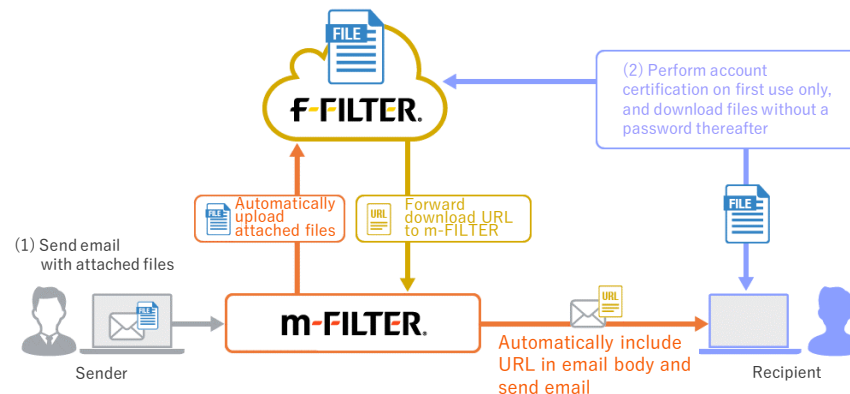 FILE
f-FILTER®
(2) Perform account
certification on first use only,
and download files without a
password thereafter
FILE
Automatically
upload
attached files
URL
Forward
download URL
to m-FILTER
FILE
(1) Send email
with attached files
FILE
m-FILTER®
URL
Automatically include
URL in email body and
send email
Sender
Recipient